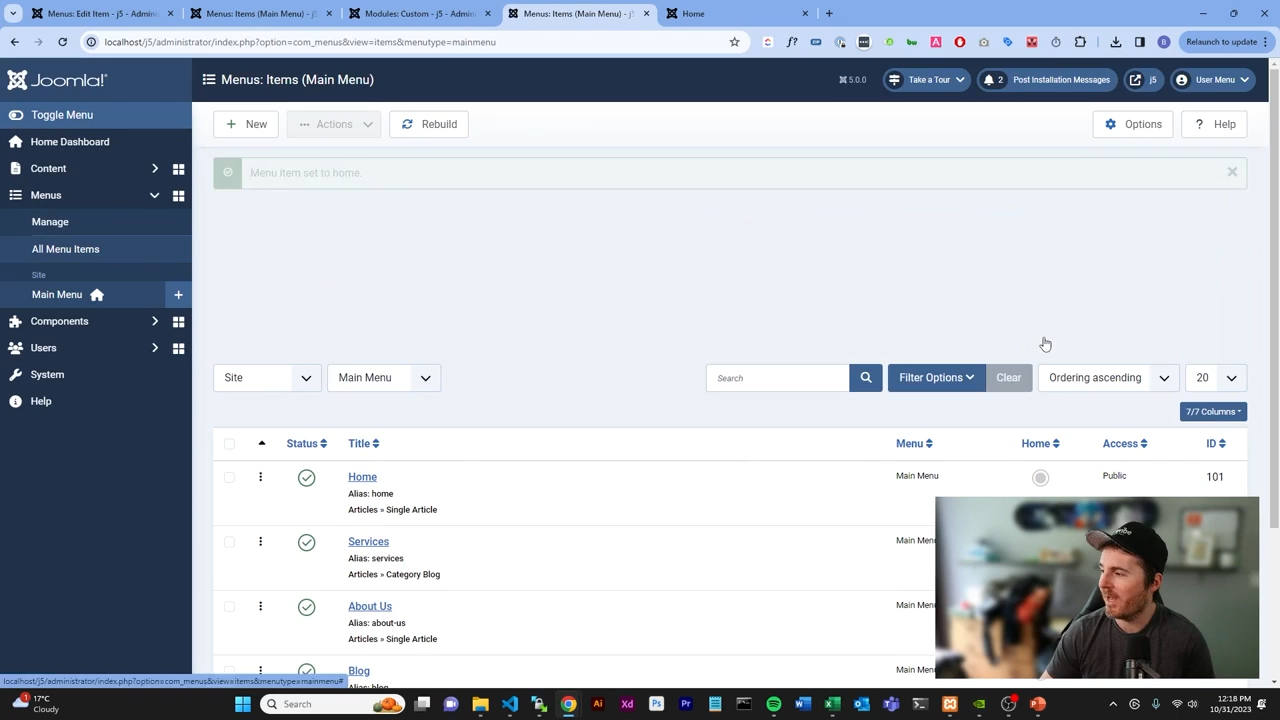 Menus: Edit Item - j5 - Admin
Menus: Items (Main Menu) - j5
Modules: Custom - j5 - Admin
Menus: Items (Main Menu) - j5
Home
localhost/j5/administrator/index.php?option=com_menus&view=items&menutype=mainmenu
Relaunch to update
Joomla!
Menus: Items (Main Menu)
5.0.0
Take a Tour
2 Post Installation Messages
j5
User Menu
Toggle Menu
New
Actions
Rebuild
Options
Help
Home Dashboard
Content
Menu item set to home.
Menus
Manage
All Menu Items
Site
Main Menu
Components
Users
System
Help
Site
Main Menu
Search
Filter Options
Clear
Ordering ascending
20
7/7 Columns
Status
Title
Menu
Home
Access
ID
Home
Main Menu
Public
101
Alias: home
Articles » Single Article
Services
Main Menu
Alias: services
Articles » Category Blog
About Us
Main Menu
Alias: about-us
Articles » Single Article
Blog
Main Menu
localhost/j5/administrator/index.php?option=com_menus&view=items&menutype=mainmenu#
17°C
Cloudy
Search
12:18 PM
10/31/2023